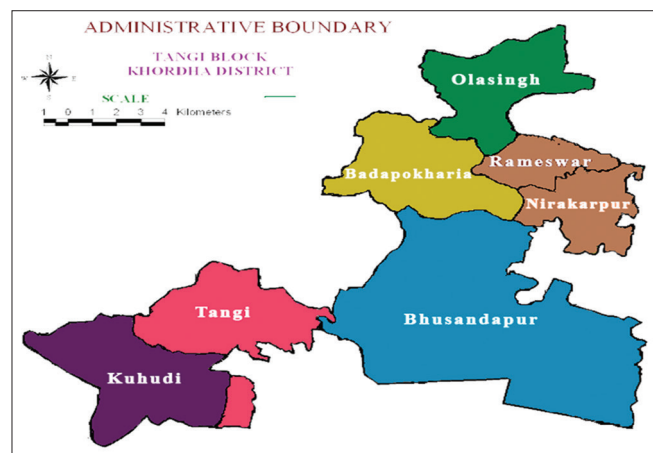 ADMINISTRATIVE BOUNDARY
TANGI BLOCK
KHORDHA DISTRICT
N
W E
S
SCALE
1 0 1 2 3 4 Kilometers
Olasingh
Rameswar
Badapokharia
Nirakarpur
Tangi
Bhusandapur
Kuhudi